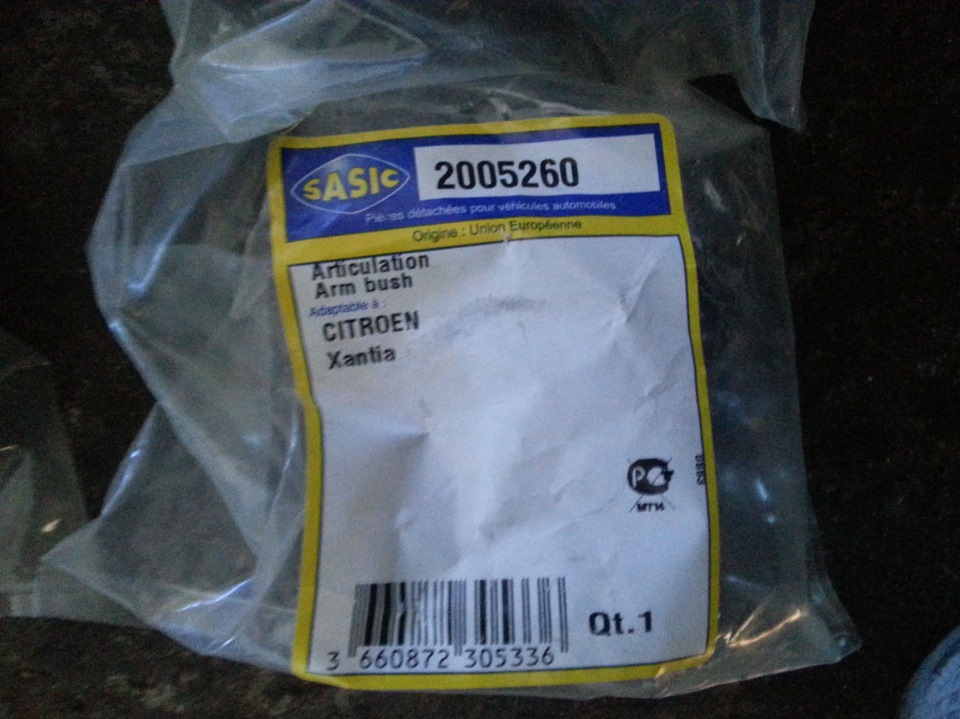 SASIC
2005260
Pièces détachées pour véhicules automobiles
Origine : Union Européenne
Articulation
Arm bush
Adaptable à :
CITROEN
Xantia
MT14
Qt.1
3 660872 305336